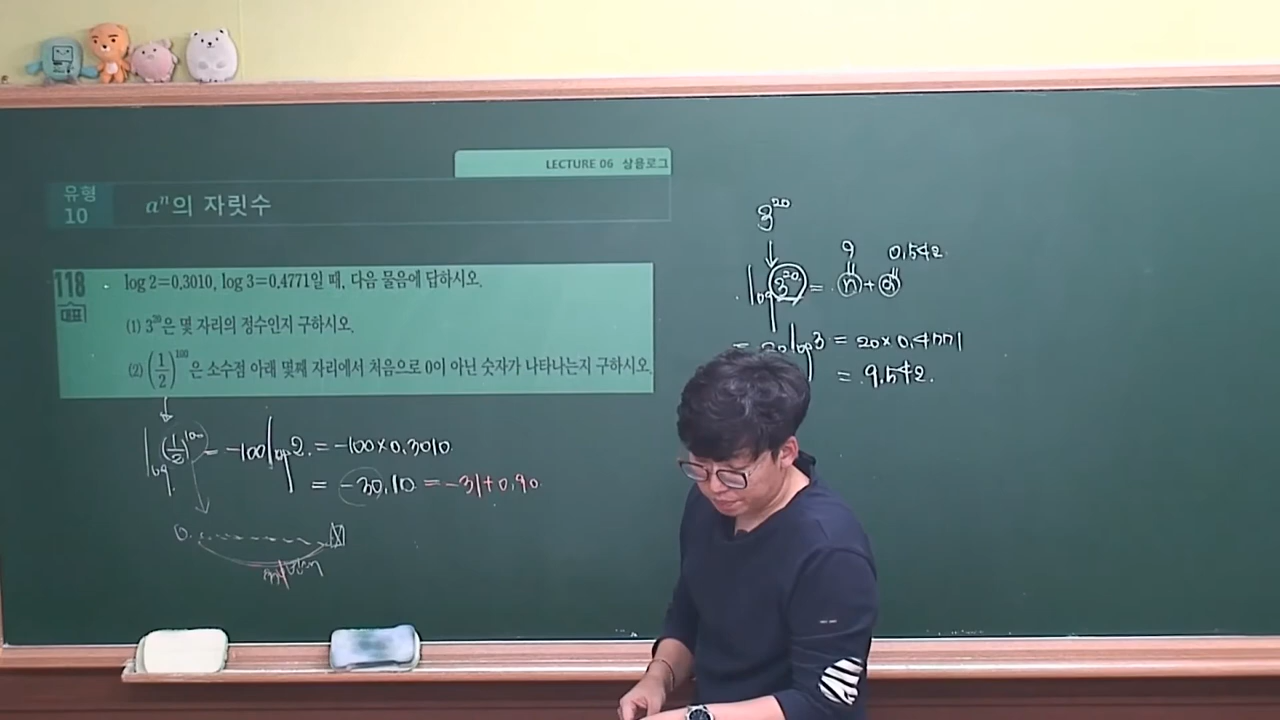 LECTURE 06 상용로그
유형
10
aⁿ의 자릿수
118
대표
log 2=0.3010, log 3=0.4771일 때, 다음 물음에 답하시오.
(1) 3²⁰은 몇 자리의 정수인지 구하시오.
(2) (1/2)¹⁰⁰은 소수점 아래 몇째 자리에서 처음으로 0이 아닌 숫자가 나타나는지 구하시오.
log(1/2)¹⁰⁰ = -100log2 = -100×0.3010
= -30.10 = -31+0.90
0.
3²⁰
9 0.542
log 3²⁰ = n+α
= 20log3 = 20×0.4771
= 9.542.